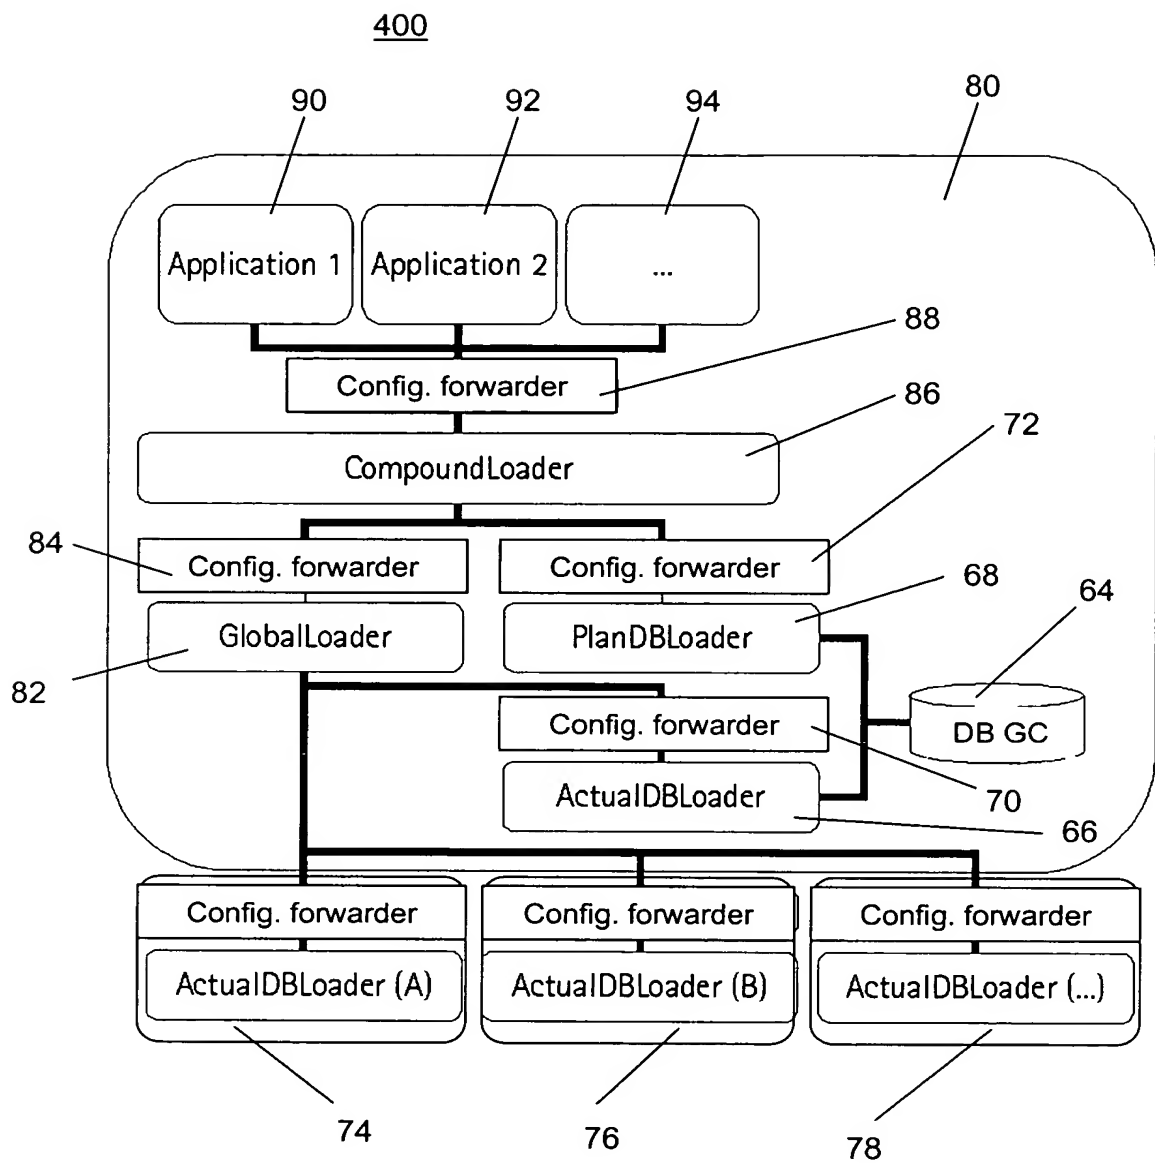 400
90 92 94 80
Application 1 Application 2 ...
88
Config. forwarder
86
72
CompoundLoader
84 Config. forwarder Config. forwarder
68
64
GlobalLoader PlanDBLoader
82
Config. forwarder DB GC
ActualDBLoader 70
66
Config. forwarder Config. forwarder Config. forwarder
ActualDBLoader (A) ActualDBLoader (B) ActualDBLoader (...)
74 76 78